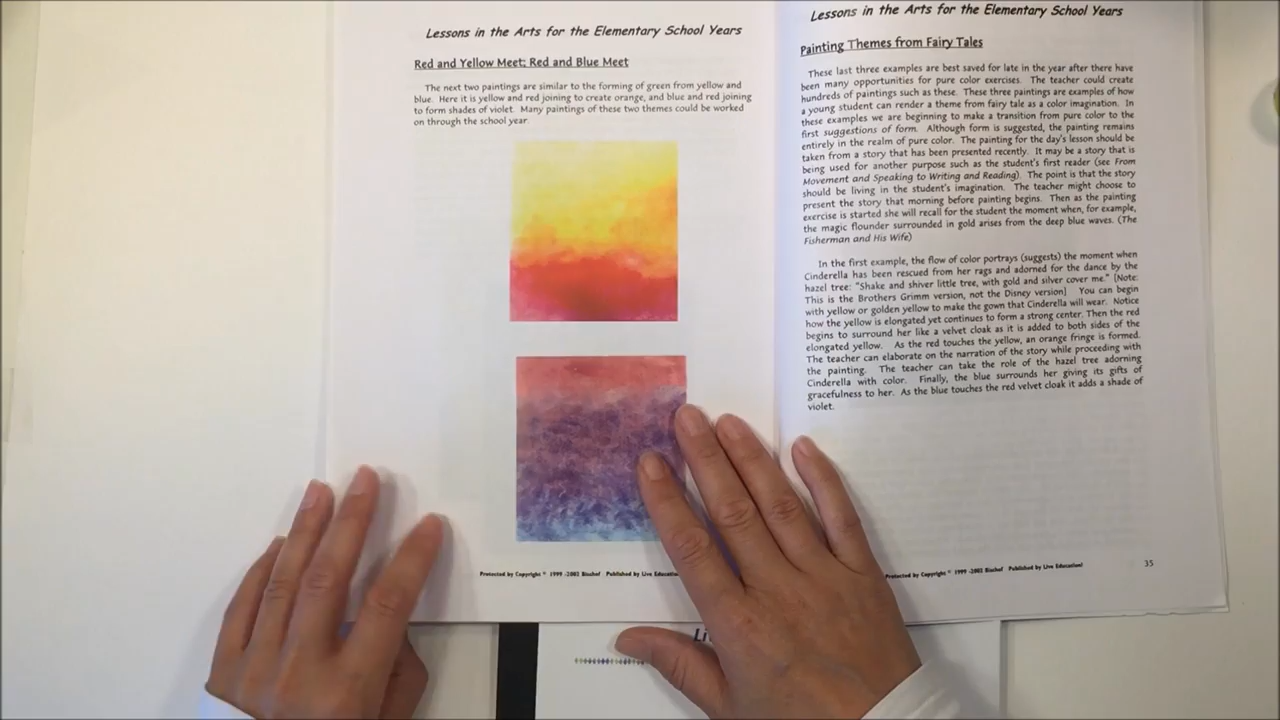 Lessons in the Arts for the Elementary School Years
Red and Yellow Meet; Red and Blue Meet
The next two paintings are similar to the forming of green from yellow and
blue. Here it is yellow and red joining to create orange, and blue and red joining
to form shades of violet. Many paintings of these two themes could be worked
on through the school year.
Protected by Copyright © 1999 -2002 Bischof Published by Live Education
Lessons in the Arts for the Elementary School Years
Painting Themes from Fairy Tales
These last three examples are best saved for late in the year after there have
been many opportunities for pure color exercises. The teacher could create
hundreds of paintings such as these. These three paintings are examples of how
a young student can render a theme from fairy tale as a color imagination. In
these examples we are beginning to make a transition from pure color to the
first suggestions of form. Although form is suggested, the painting remains
entirely in the realm of pure color. The painting for the day's lesson should be
taken from a story that has been presented recently. It may be a story that is
being used for another purpose such as the student's first reader (see From
Movement and Speaking to Writing and Reading). The point is that the story
should be living in the student's imagination. The teacher might choose to
present the story that morning before painting begins. Then as the painting
exercise is started she will recall for the student the moment when, for example,
the magic flounder surrounded in gold arises from the deep blue waves. (The
Fisherman and His Wife)
In the first example, the flow of color portrays (suggests) the moment when
Cinderella has been rescued from her rags and adorned for the dance by the
hazel tree: "Shake and shiver little tree, with gold and silver cover me." [Note:
This is the Brothers Grimm version, not the Disney version] You can begin
with yellow or golden yellow to make the gown that Cinderella will wear. Notice
how the yellow is elongated yet continues to form a strong center. Then the red
begins to surround her like a velvet cloak as it is added to both sides of the
elongated yellow. As the red touches the yellow, an orange fringe is formed.
The teacher can elaborate on the narration of the story while proceeding with
the painting. The teacher can take the role of the hazel tree adorning
Cinderella with color. Finally, the blue surrounds her giving its gifts of
gracefulness to her. As the blue touches the red velvet cloak it adds a shade of
violet.
Protected by Copyright © 1999 -2002 Bischof Published by Live Education!
35
Li